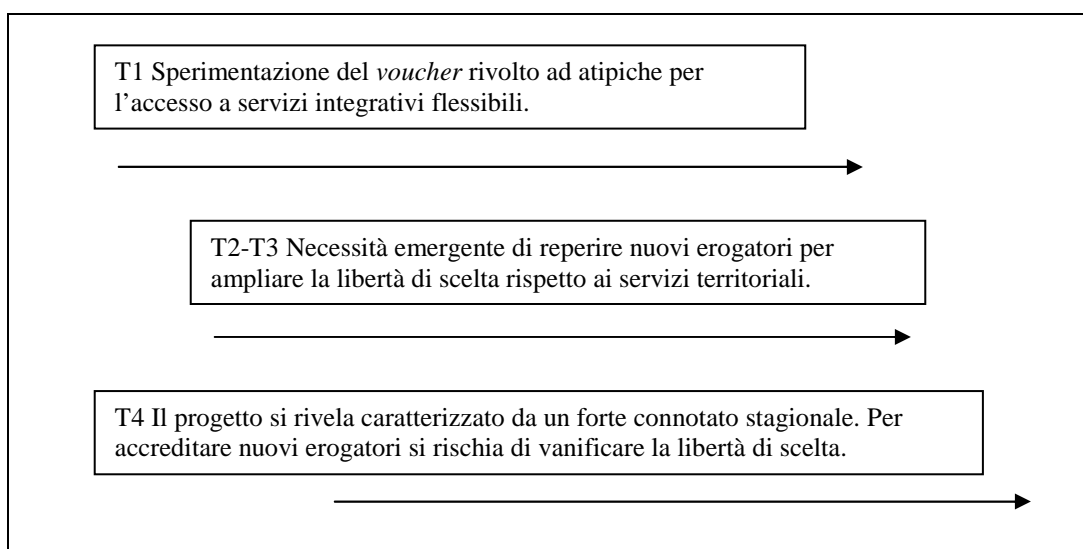 T1 Sperimentazione del voucher rivolto ad atipiche per
l’accesso a servizi integrativi flessibili.
T2-T3 Necessità emergente di reperire nuovi erogatori per
ampliare la libertà di scelta rispetto ai servizi territoriali.
T4 Il progetto si rivela caratterizzato da un forte connotato stagionale. Per
accreditare nuovi erogatori si rischia di vanificare la libertà di scelta.